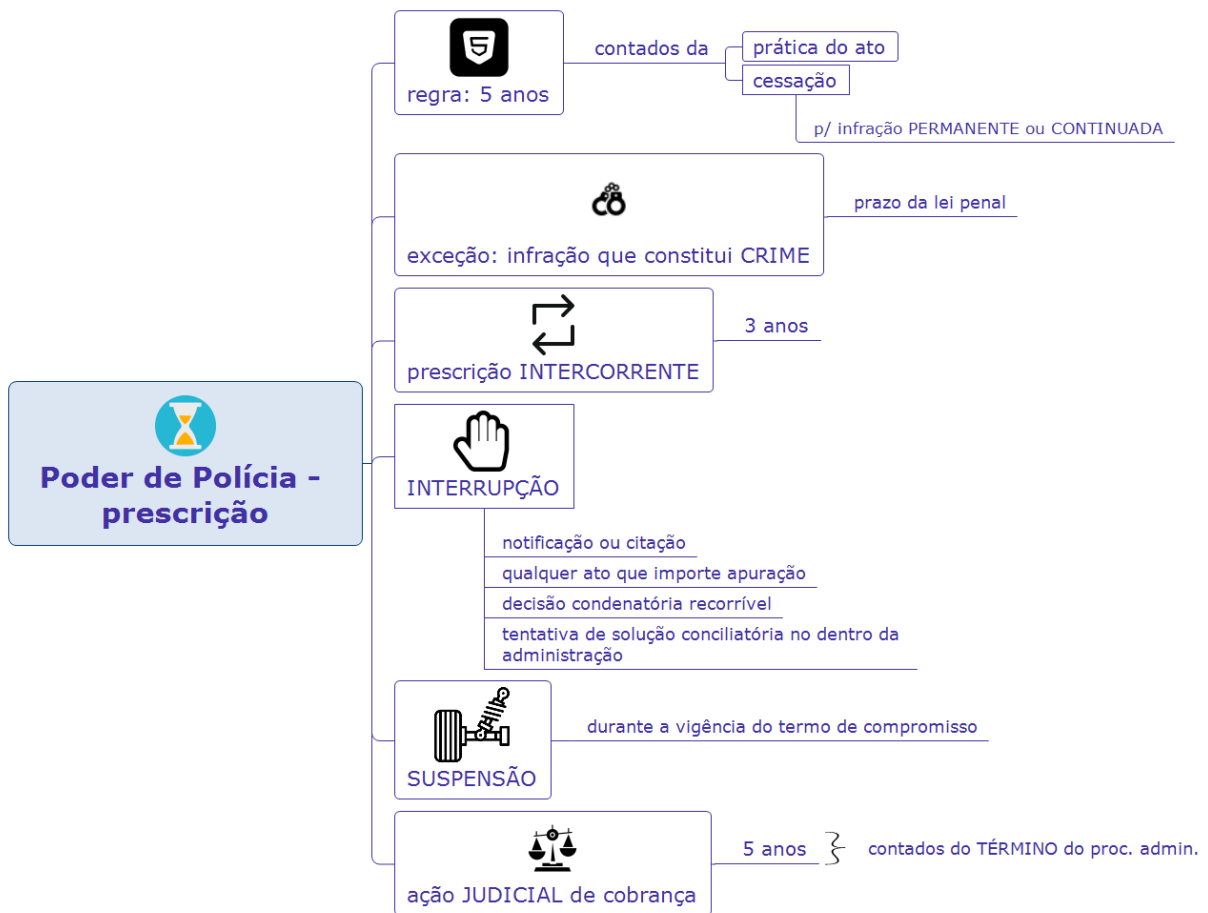 Poder de Polícia -
prescrição
regra: 5 anos
contados da
prática do ato
cessação
p/ infração PERMANENTE ou CONTINUADA
exceção: infração que constitui CRIME
prazo da lei penal
prescrição INTERCORRENTE
3 anos
INTERRUPÇÃO
notificação ou citação
qualquer ato que importe apuração
decisão condenatória recorrível
tentativa de solução conciliatória no dentro da
administração
SUSPENSÃO
durante a vigência do termo de compromisso
ação JUDICIAL de cobrança
5 anos
contados do TÉRMINO do proc. admin.